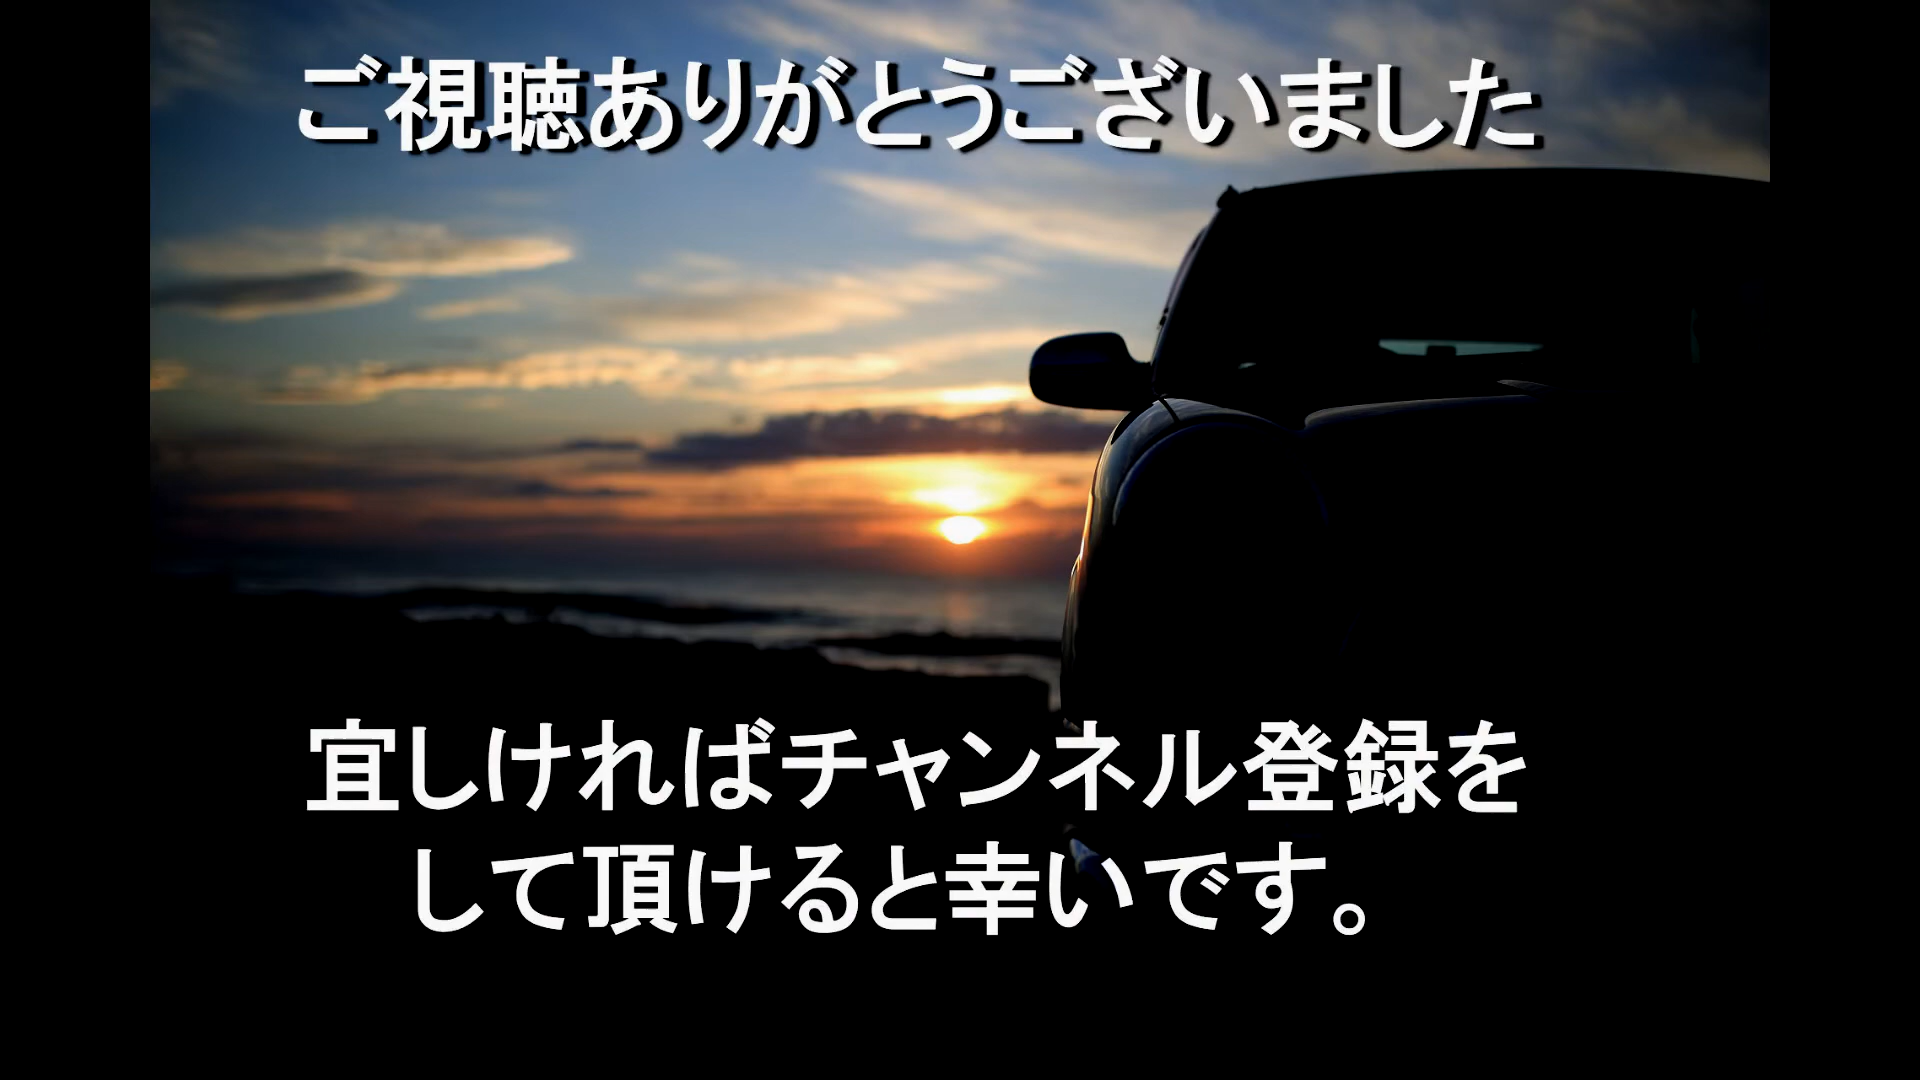 ご視聴ありがとうございました
宜しければチャンネル登録を
して頂けると幸いです。